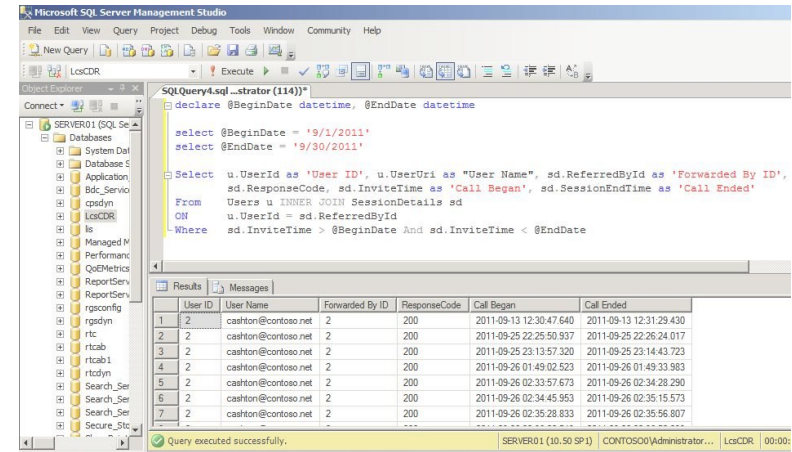 Microsoft SQL Server Management Studio
File Edit View Query Project Debug Tools Window Community Help
New Query
LcsCDR Execute
Object Explorer
SQLQuery4.sql ...strator (114))*
Connect
declare @BeginDate datetime, @EndDate datetime
select @BeginDate = '9/1/2011'
select @EndDate = '9/30/2011'
Select u.UserId as 'User ID', u.UserUri as "User Name", sd.ReferredById as 'Forwarded By ID',
sd.ResponseCode, sd.InviteTime as 'Call Began', sd.SessionEndTime as 'Call Ended'
From Users u INNER JOIN SessionDetails sd
ON u.UserId = sd.ReferredById
Where sd.InviteTime > @BeginDate And sd.InviteTime < @EndDate
SERVER01 (SQL Se
Databases
System Dat
Database S
Application_
Bdc_Servic
cpsdyn
LcsCDR
lis
Managed M
Performanc
QoEMetrics
ReportServ
ReportServ
rgsconfig
rgsdyn
rtc
rtcab
rtcab1
rtcdyn
Search_Ser
Search_Ser
Search_Ser
Secure_Sto
Results Messages
User ID User Name Forwarded By ID ResponseCode Call Began Call Ended
1 2 cashton@contoso.net 2 200 2011-09-13 12:30:47.640 2011-09-13 12:31:29.430
2 2 cashton@contoso.net 2 200 2011-09-25 22:25:50.937 2011-09-25 22:26:24.017
3 2 cashton@contoso.net 2 200 2011-09-25 23:13:57.320 2011-09-25 23:14:43.723
4 2 cashton@contoso.net 2 200 2011-09-26 01:49:02.523 2011-09-26 01:49:33.983
5 2 cashton@contoso.net 2 200 2011-09-26 02:33:57.673 2011-09-26 02:34:28.290
6 2 cashton@contoso.net 2 200 2011-09-26 02:34:45.953 2011-09-26 02:35:15.573
7 2 cashton@contoso.net 2 200 2011-09-26 02:35:28.833 2011-09-26 02:35:56.807
Query executed successfully. SERVER01 (10.50 SP1) CONTOSO0\Administrator... LcsCDR 00:00: